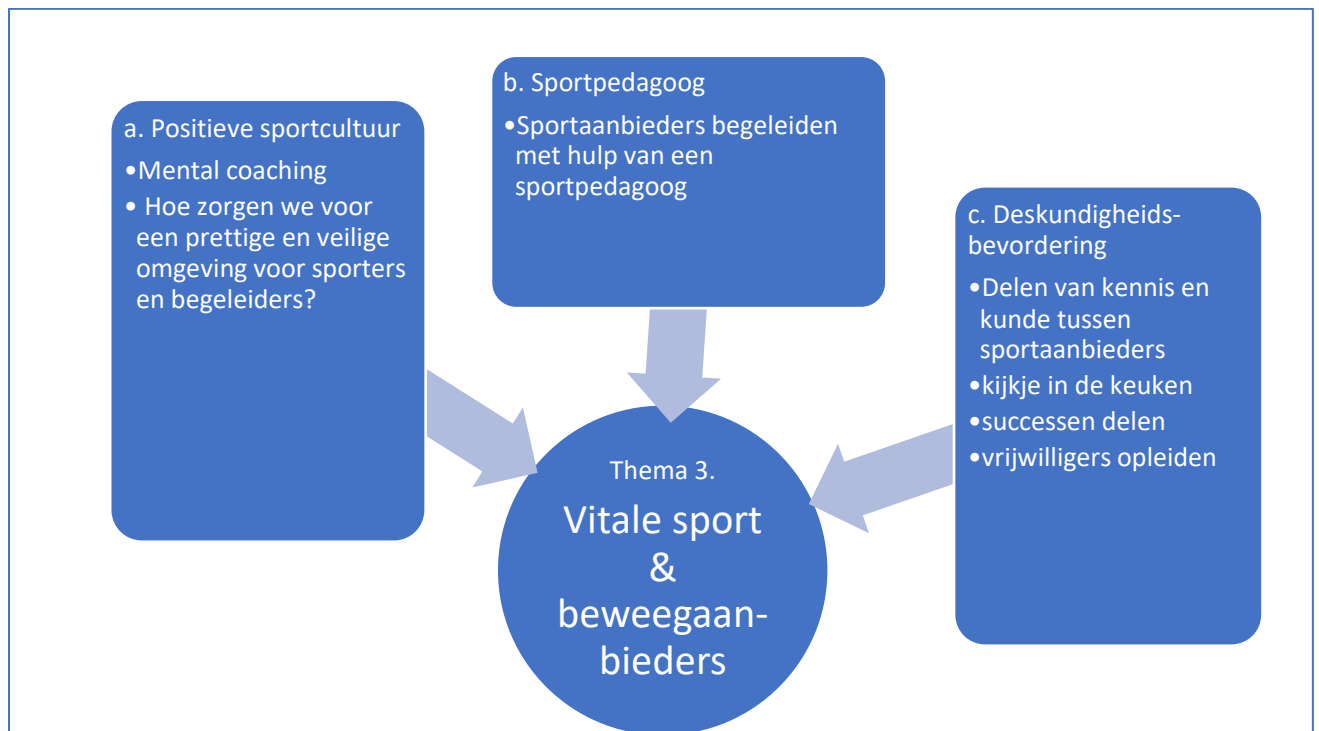 a. Positieve sportcultuur
•Mental coaching
• Hoe zorgen we voor
een prettige en veilige
omgeving voor sporters
en begeleiders?
b. Sportpedagoog
•Sportaanbieders begeleiden
met hulp van een
sportpedagoog
c. Deskundigheids-
bevordering
•Delen van kennis en
kunde tussen
sportaanbieders
•kijkje in de keuken
•successen delen
•vrijwilligers opleiden
Thema 3.
Vitale sport
&
beweegaan-
bieders